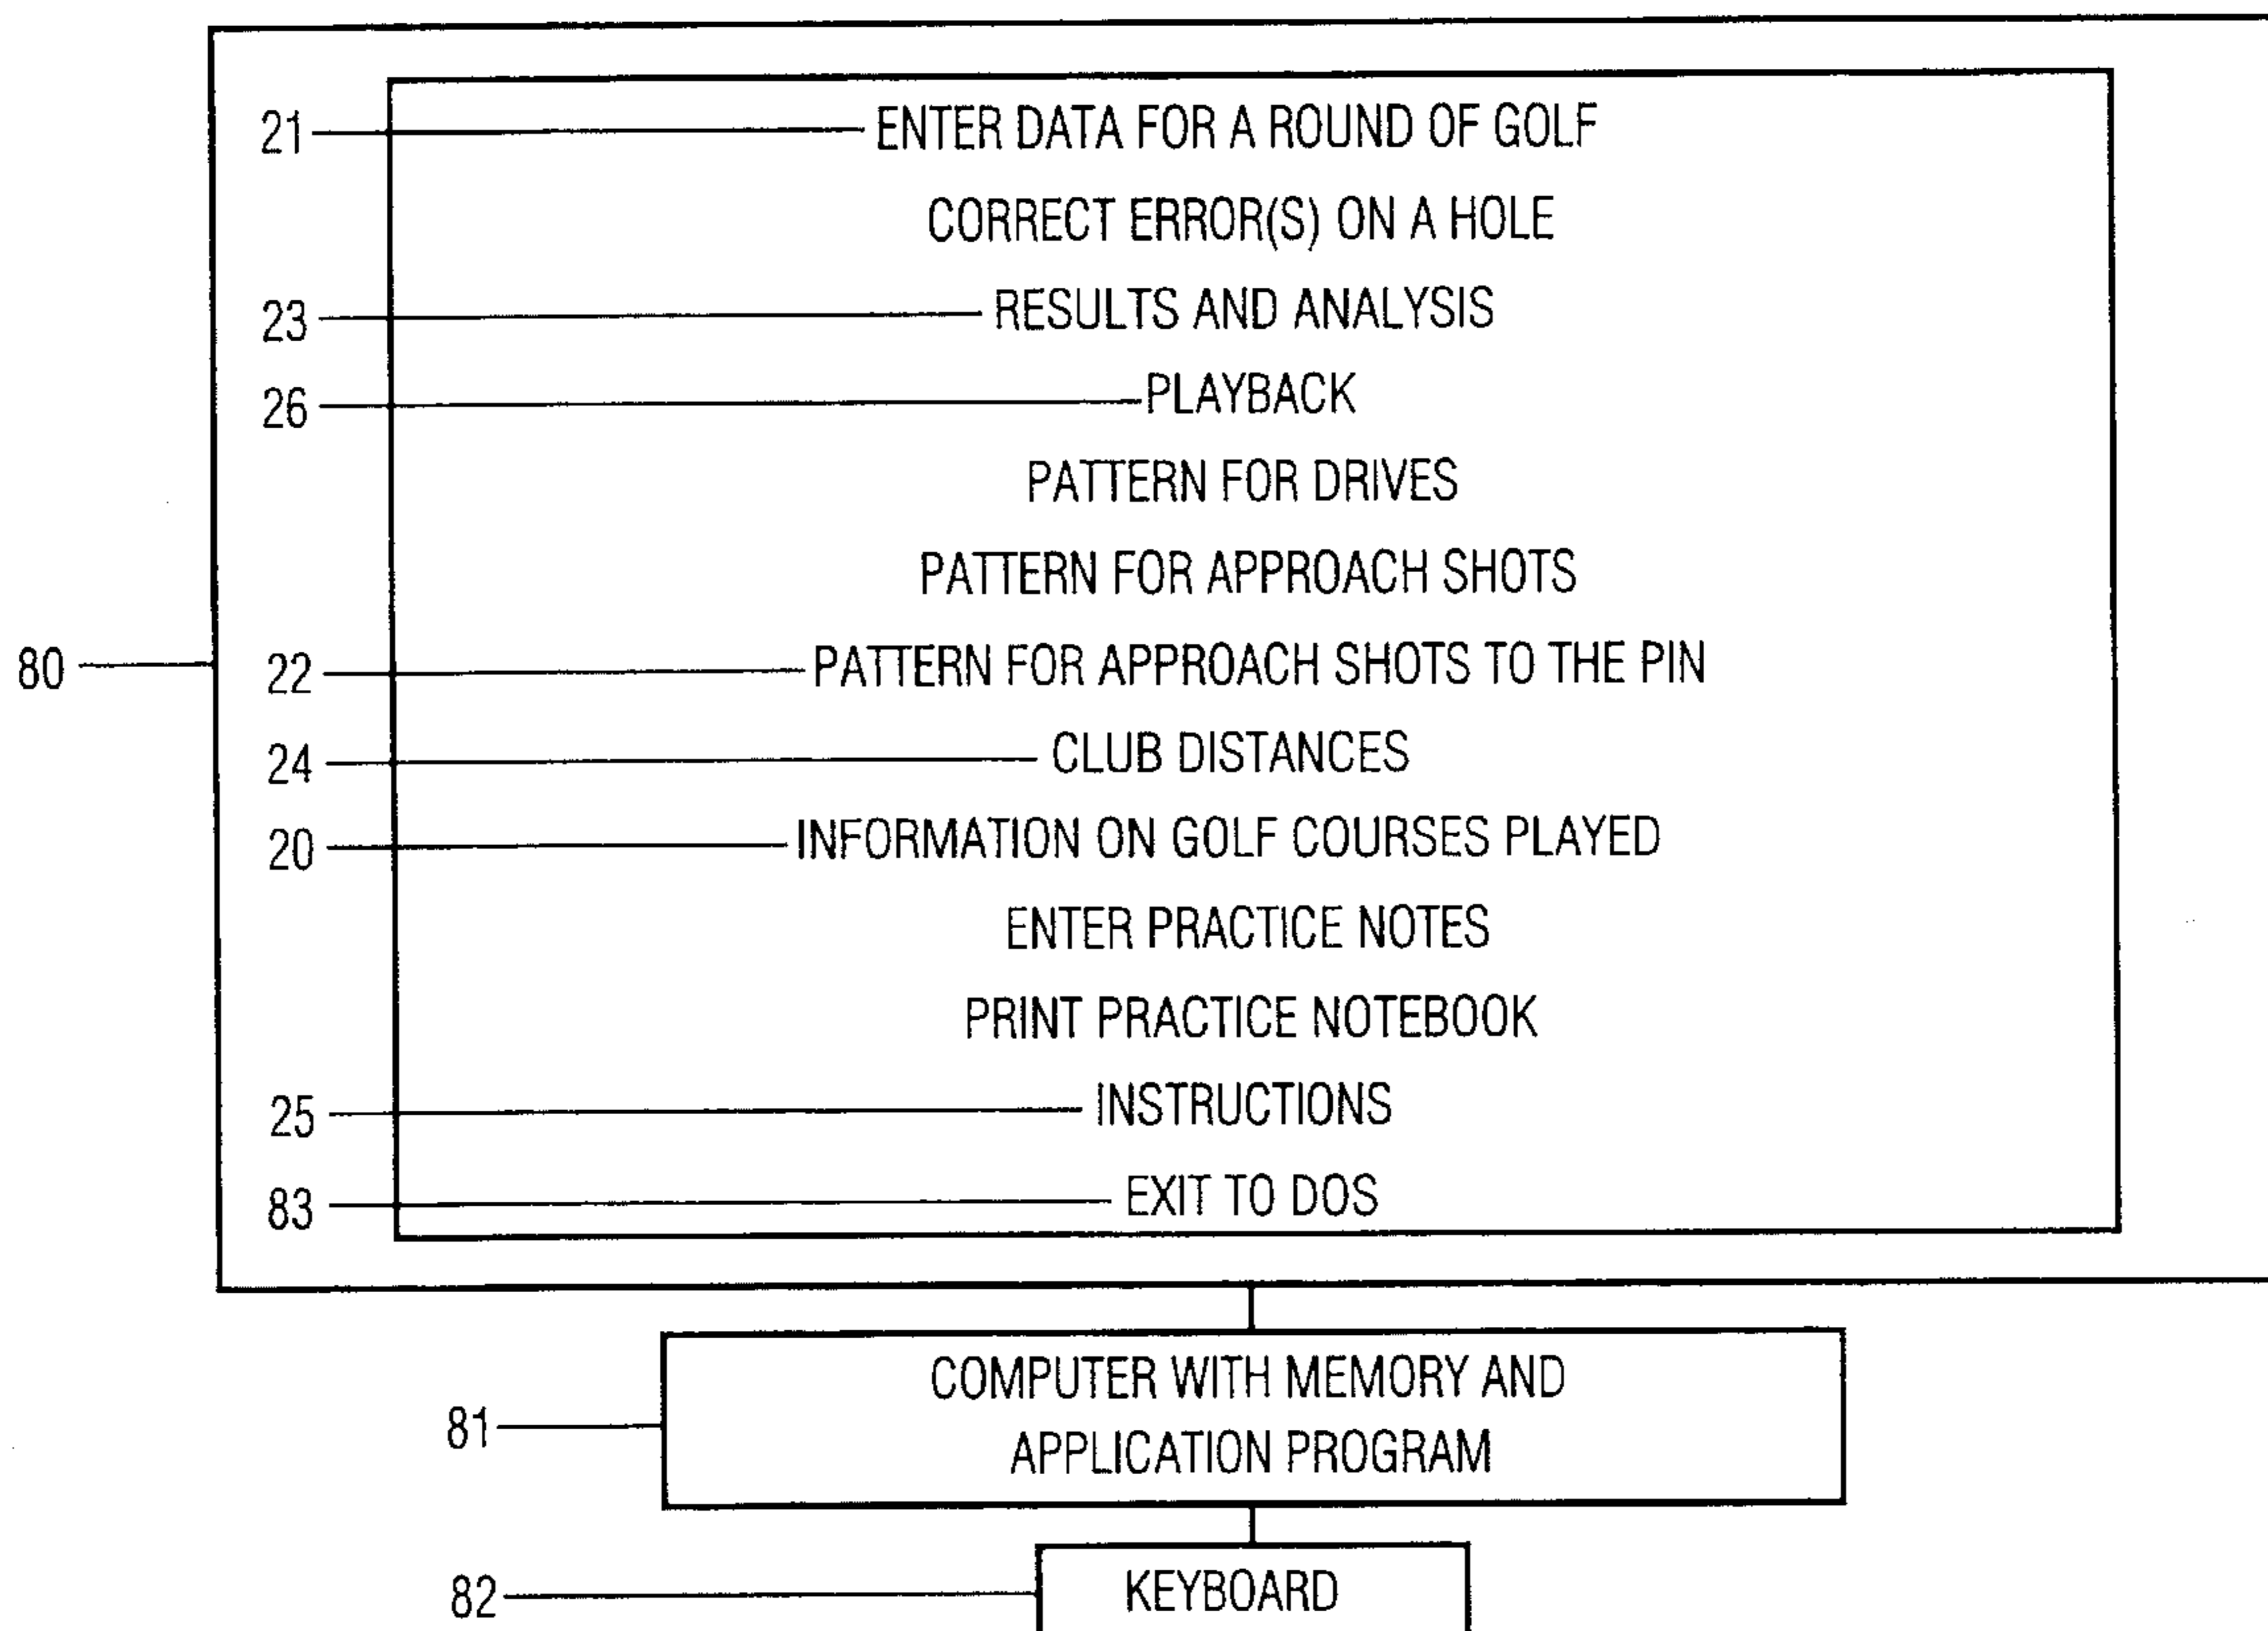 21 ENTER DATA FOR A ROUND OF GOLF
CORRECT ERROR(S) ON A HOLE
23 RESULTS AND ANALYSIS
26 PLAYBACK
PATTERN FOR DRIVES
PATTERN FOR APPROACH SHOTS
80
22 PATTERN FOR APPROACH SHOTS TO THE PIN
24 CLUB DISTANCES
20 INFORMATION ON GOLF COURSES PLAYED
ENTER PRACTICE NOTES
PRINT PRACTICE NOTEBOOK
25 INSTRUCTIONS
83 EXIT TO DOS
COMPUTER WITH MEMORY AND
81
APPLICATION PROGRAM
82 KEYBOARD